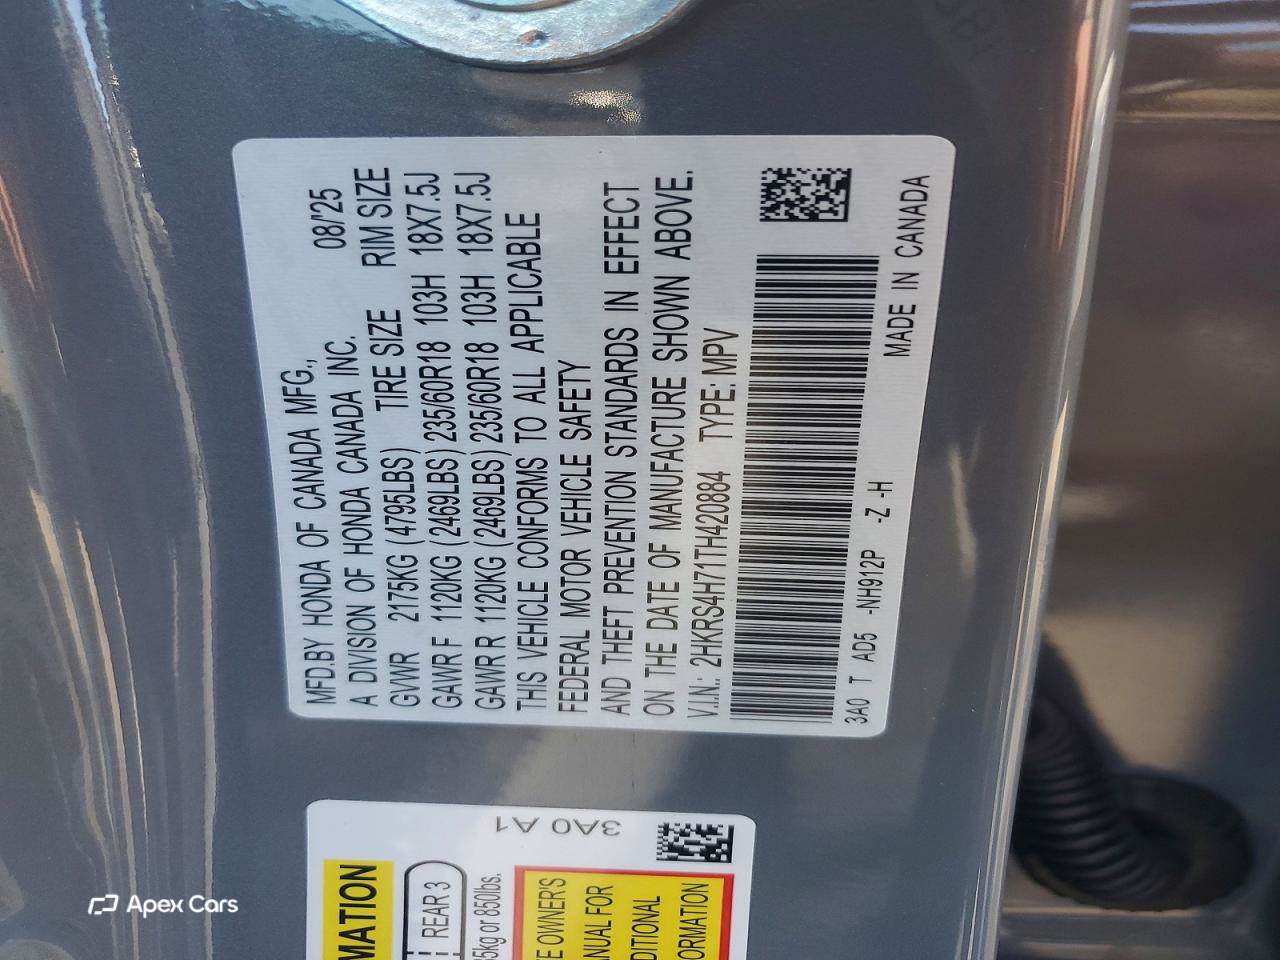 MFD.BY HONDA OF CANADA MFG.,
08/'25
A DIVISION OF HONDA CANADA INC.
GVWR 2175KG (4795LBS) TIRE SIZE RIM SIZE
GAWR F 1120KG (2469LBS) 235/60R18 103H 18X7.5J
GAWR R 1120KG (2469LBS) 235/60R18 103H 18X7.5J
THIS VEHICLE CONFORMS TO ALL APPLICABLE
FEDERAL MOTOR VEHICLE SAFETY
AND THEFT PREVENTION STANDARDS IN EFFECT
ON THE DATE OF MANUFACTURE SHOWN ABOVE.
V.I.N.: 2HKRS4H71TH420884 TYPE: MPV
3A0 T AD5 -NH912P -Z -H
MADE IN CANADA
3A0 A1
MATION
REAR 3
5kg or 850lbs.
E OWNER'S
ANUAL FOR
DITIONAL
ORMATION
Apex Cars